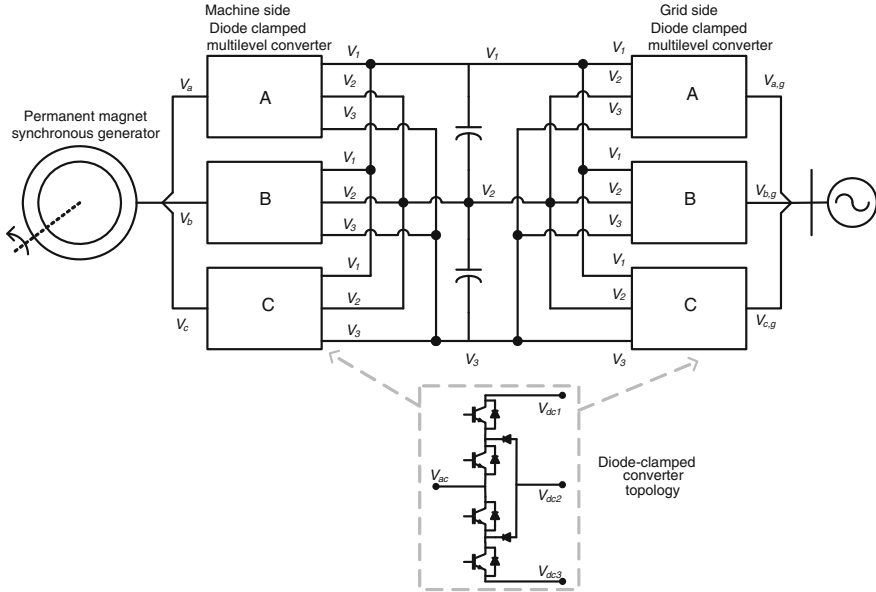 Machine side
Diode clamped
multilevel converter
Grid side
Diode clamped
multilevel converter
Permanent magnet
synchronous generator
Va
Vb
Vc
A
B
C
V1
V2
V3
V1
V2
V3
V1
V2
V3
V1
V2
V3
V1
V2
V3
V1
V2
V3
V1
V2
V3
A
B
C
Va,g
Vb,g
Vc,g
Vac
Vdc1
Vdc2
Vdc3
Diode-clamped
converter
topology